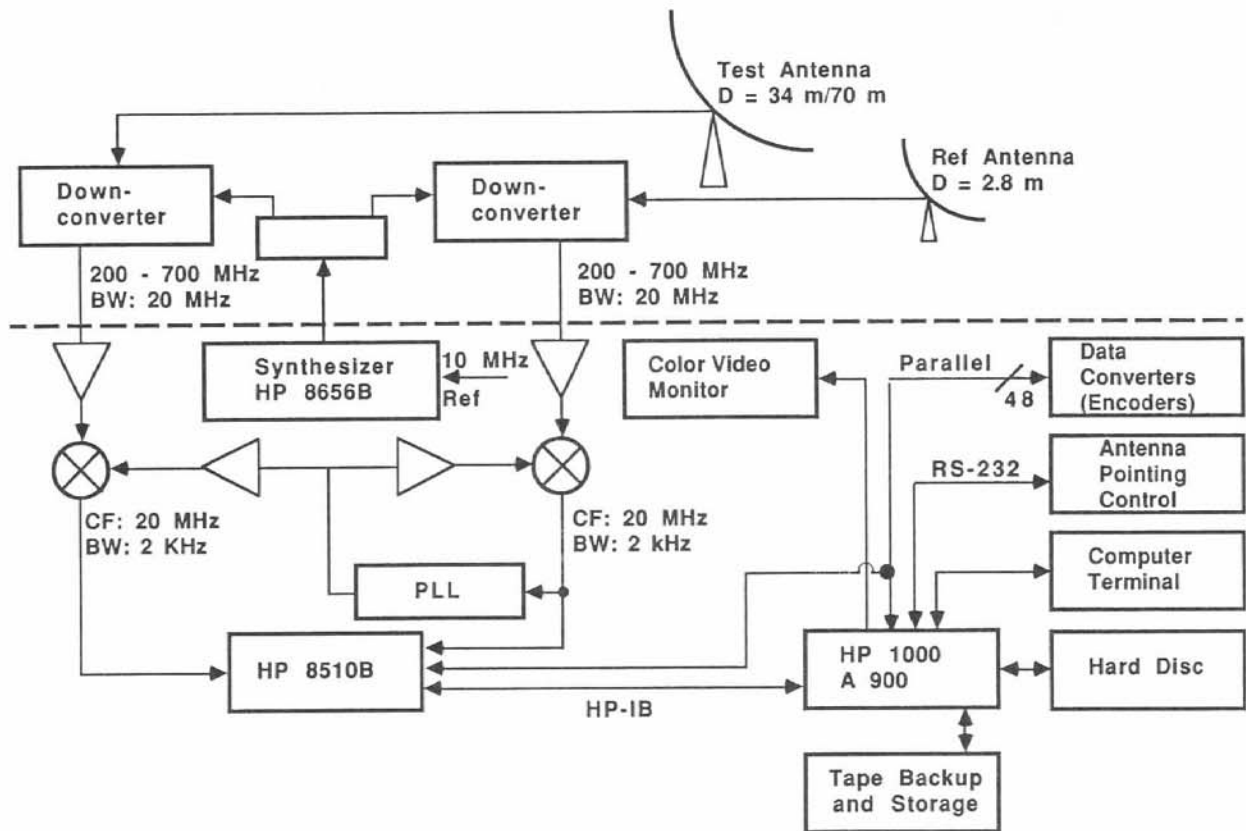 Test Antenna
D = 34 m/70 m
Ref Antenna
D = 2.8 m
Down-
converter
Down-
converter
200 - 700 MHz
BW: 20 MHz
200 - 700 MHz
BW: 20 MHz
Synthesizer
HP 8656B
10 MHz
Ref
Color Video
Monitor
Parallel
48
Data
Converters
(Encoders)
RS-232
Antenna
Pointing
Control
CF: 20 MHz
BW: 2 KHz
CF: 20 MHz
BW: 2 kHz
PLL
Computer
Terminal
HP 8510B
HP-IB
HP 1000
A 900
Hard Disc
Tape Backup
and Storage